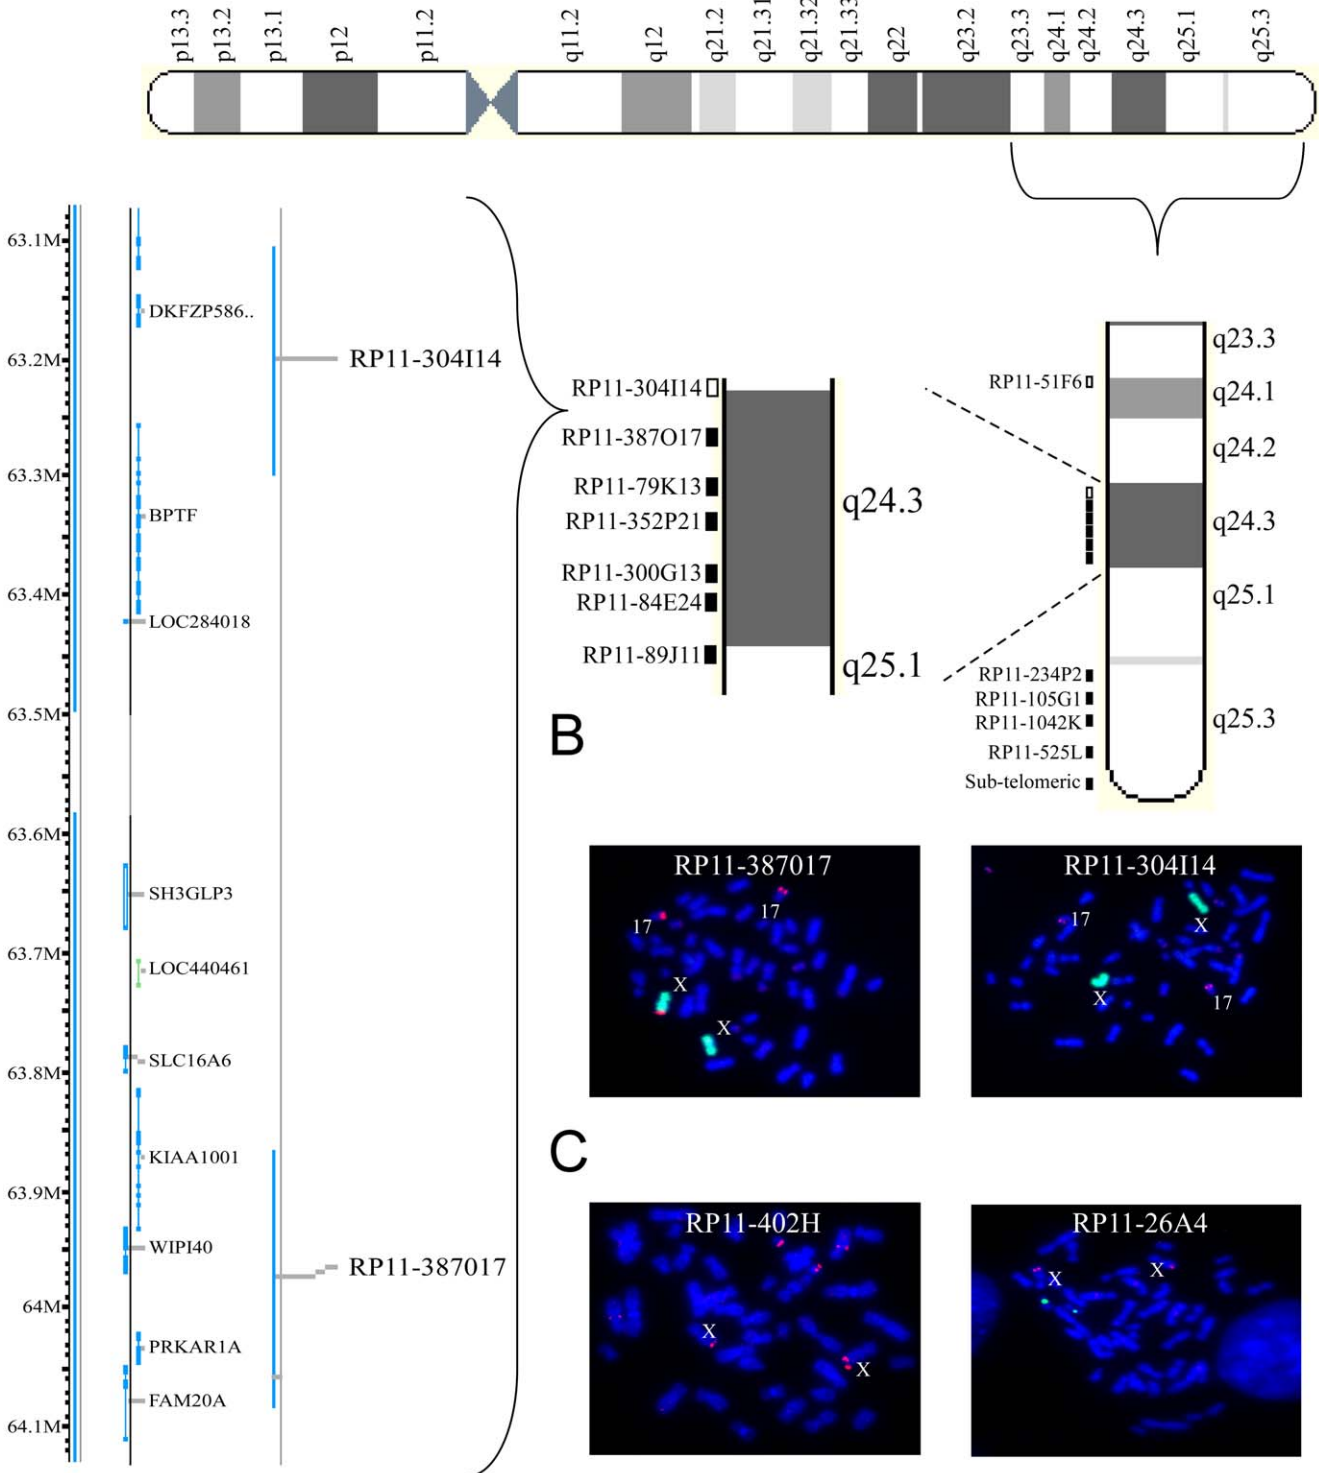 p13.3
p13.2
p13.1
p12
p11.2
q11.2
q12
q21.2
q21.31
q21.32
q21.33
q22
q23.2
q23.3
q24.1
q24.2
q24.3
q25.1
q25.3
63.1M
DKFZP586..
63.2M
RP11-304I14
63.3M
BPTF
63.4M
LOC284018
63.5M
63.6M
SH3GLP3
63.7M
LOC440461
SLC16A6
63.8M
KIAA1001
63.9M
WIPI40
RP11-387017
64M
PRKAR1A
FAM20A
64.1M
RP11-304I14
RP11-387O17
RP11-79K13
RP11-352P21
RP11-300G13
RP11-84E24
RP11-89J11
q24.3
q25.1
q23.3
RP11-51F6
q24.1
q24.2
q24.3
q25.1
RP11-234P2
RP11-105G1
RP11-1042K
q25.3
RP11-525L
Sub-telomeric
B
RP11-387017
17
17
X
X
RP11-304I14
17
X
X
17
C
RP11-402H
X
X
RP11-26A4
X
X